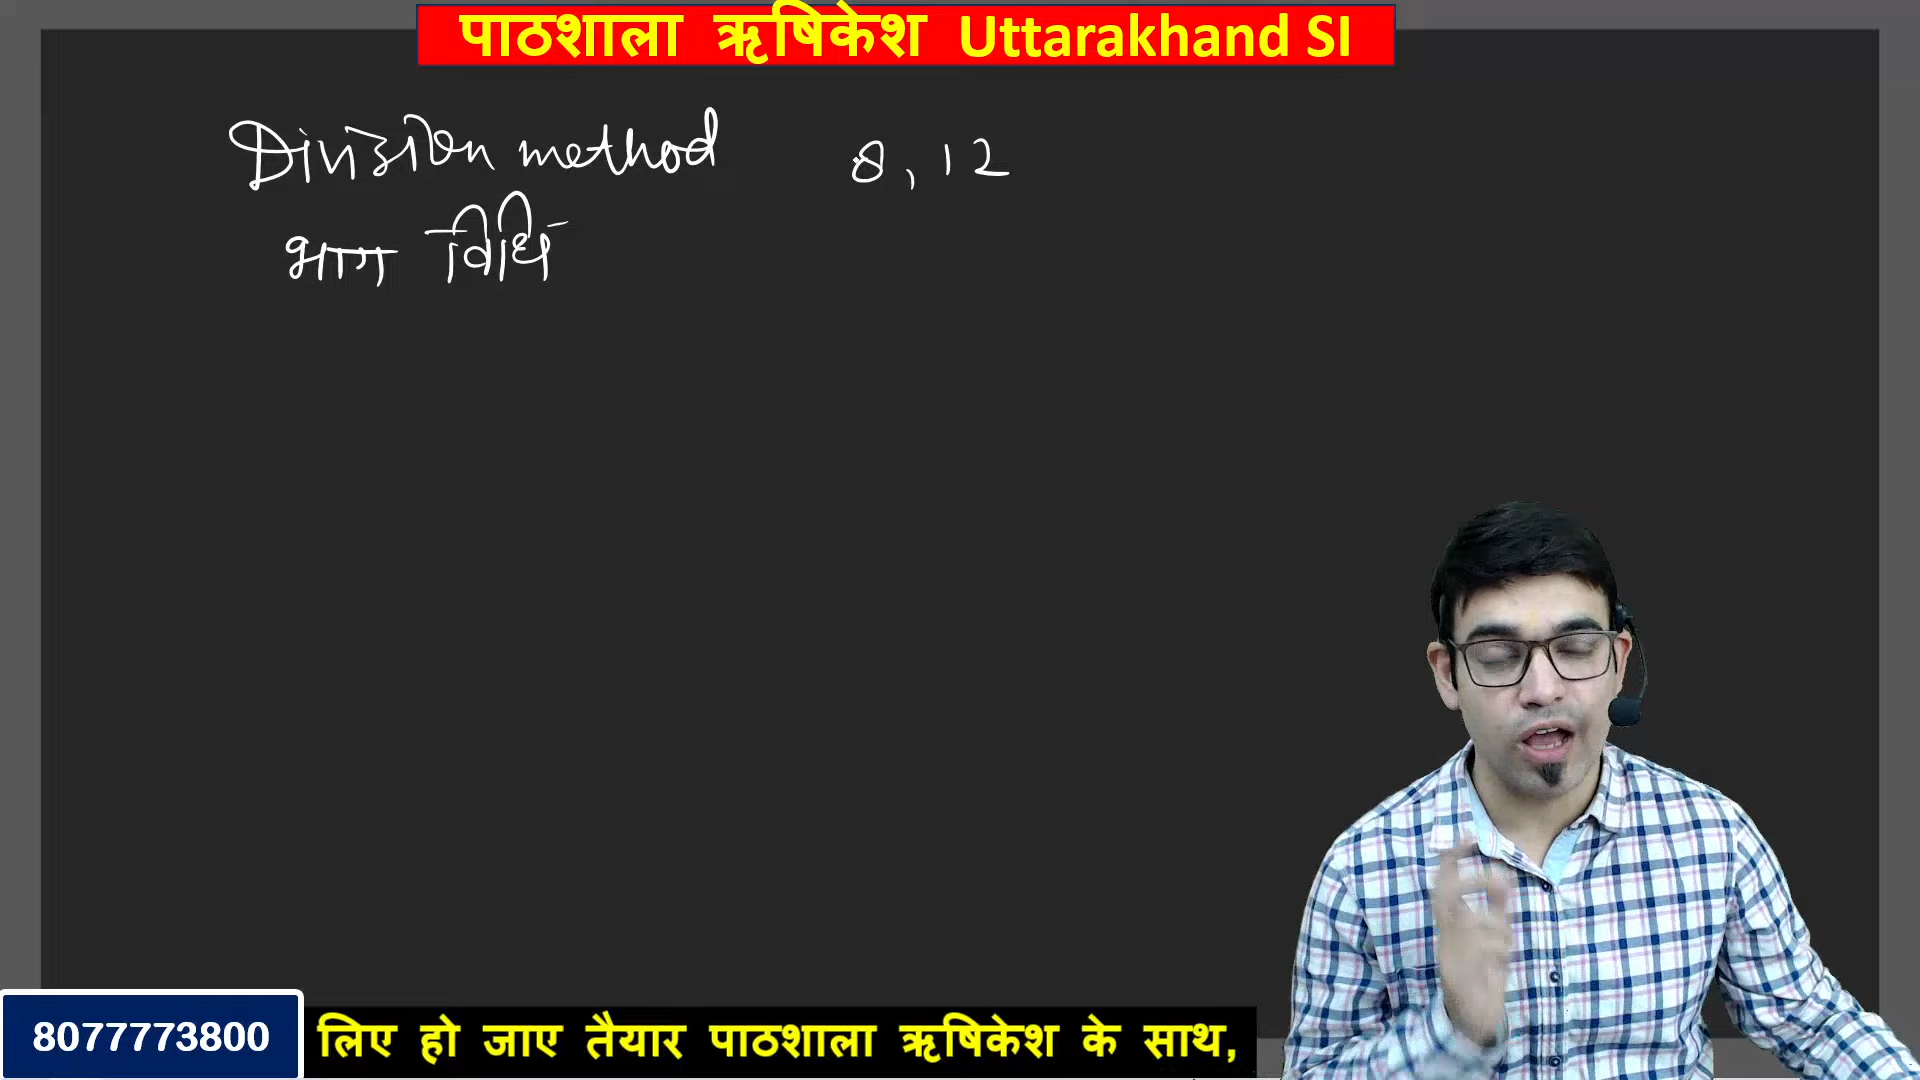 पाठशाला ऋषिकेश Uttarakhand SI
Division method 8, 12
भाग विधि
8077773800 लिए हो जाए तैयार पाठशाला ऋषिकेश के साथ,